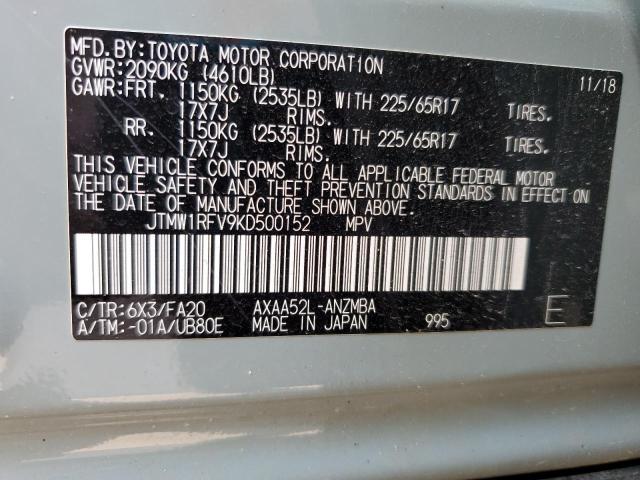 MFD.BY:TOYOTA MOTOR CORPORATION
GVWR:2090KG (4610LB) 11/18
GAWR:FRT. 1150KG (2535LB) WITH 225/65R17 TIRES.
17X7J RIMS.
RR. 1150KG (2535LB) WITH 225/65R17 TIRES.
17X7J RIMS.
THIS VEHICLE CONFORMS TO ALL APPLICABLE FEDERAL MOTOR
VEHICLE SAFETY AND THEFT PREVENTION STANDARDS IN EFFECT ON
THE DATE OF MANUFACTURE SHOWN ABOVE.
JTMW1RFV9KD500152 MPV
C/TR:6X3/FA20 AXAA52L-ANZMBA
A/TM:-01A/UB80E MADE IN JAPAN 995 E